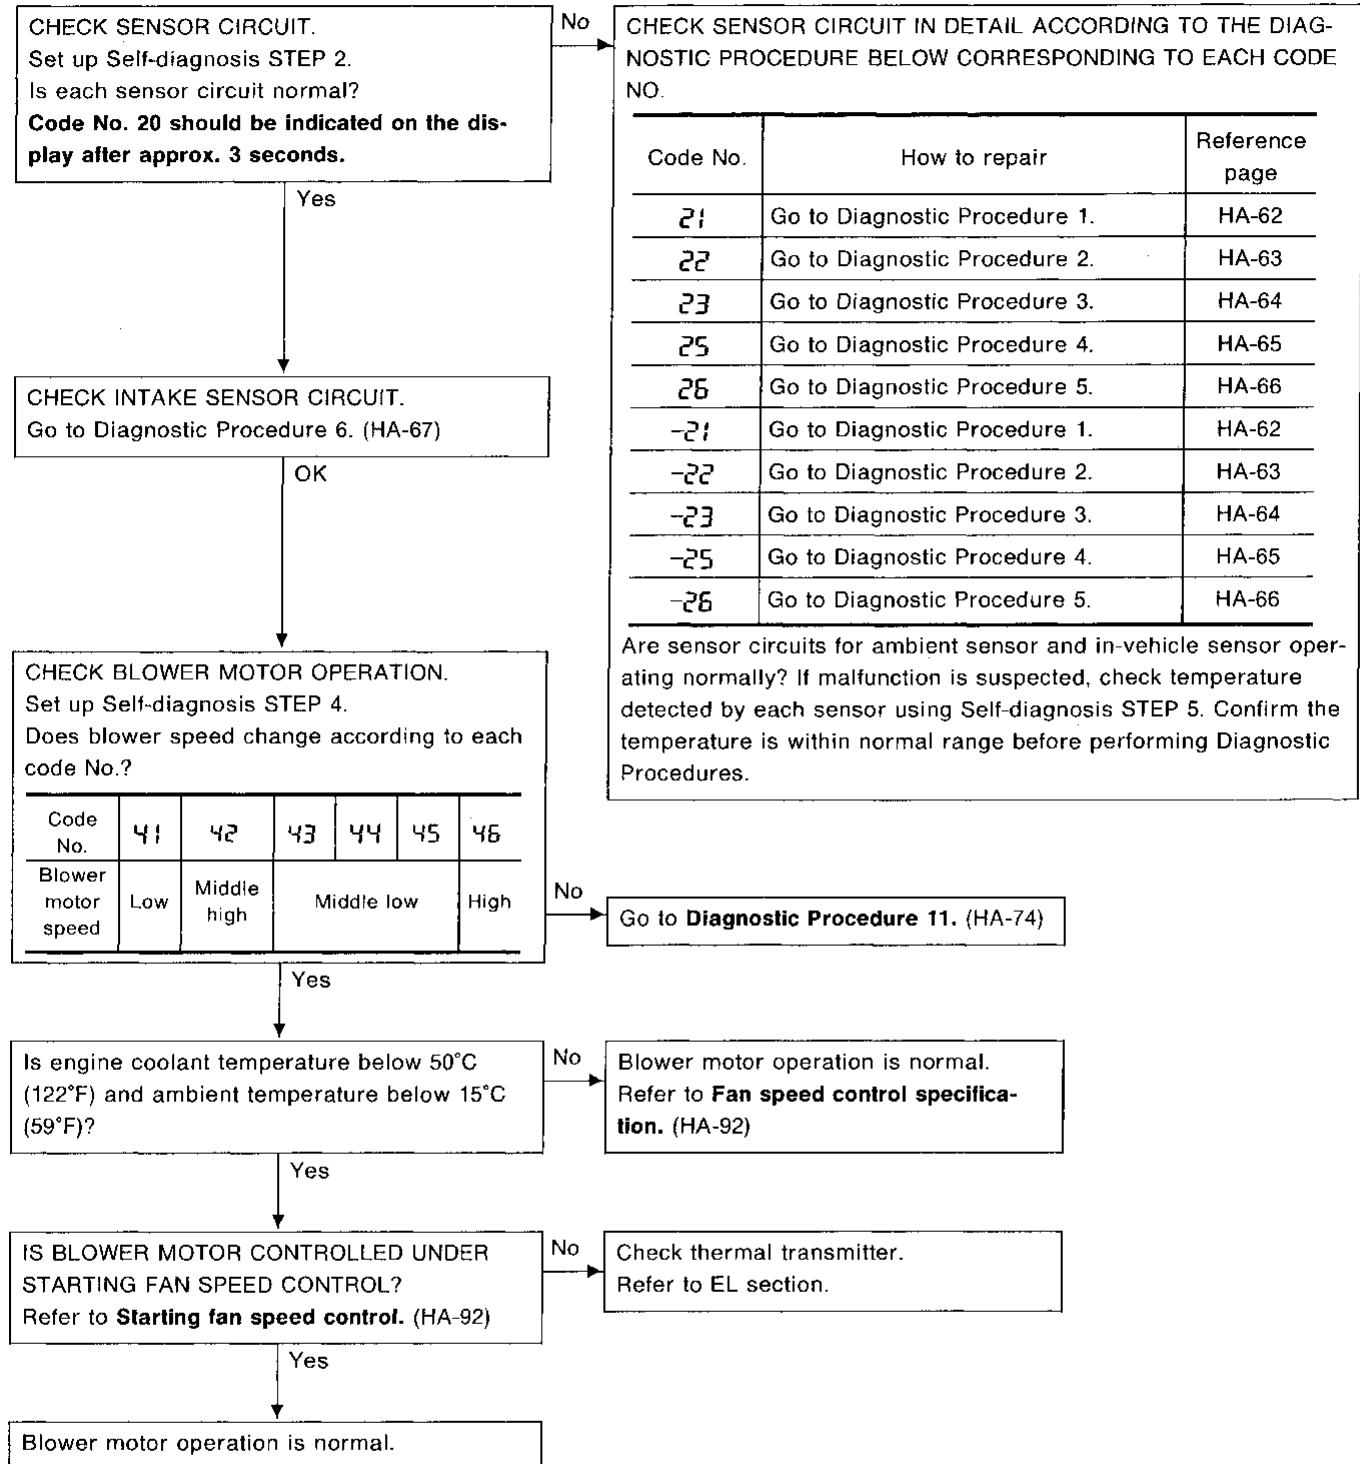 CHECK SENSOR CIRCUIT.
Set up Self-diagnosis STEP 2.
Is each sensor circuit normal?
Code No. 20 should be indicated on the dis-
play after approx. 3 seconds.
No
CHECK SENSOR CIRCUIT IN DETAIL ACCORDING TO THE DIAG-
NOSTIC PROCEDURE BELOW CORRESPONDING TO EACH CODE
NO.
Code No. How to repair Reference page
21 Go to Diagnostic Procedure 1. HA-62
22 Go to Diagnostic Procedure 2. HA-63
23 Go to Diagnostic Procedure 3. HA-64
25 Go to Diagnostic Procedure 4. HA-65
26 Go to Diagnostic Procedure 5. HA-66
-21 Go to Diagnostic Procedure 1. HA-62
-22 Go to Diagnostic Procedure 2. HA-63
-23 Go to Diagnostic Procedure 3. HA-64
-25 Go to Diagnostic Procedure 4. HA-65
-26 Go to Diagnostic Procedure 5. HA-66
Are sensor circuits for ambient sensor and in-vehicle sensor oper-
ating normally? If malfunction is suspected, check temperature
detected by each sensor using Self-diagnosis STEP 5. Confirm the
temperature is within normal range before performing Diagnostic
Procedures.
Yes
CHECK INTAKE SENSOR CIRCUIT.
Go to Diagnostic Procedure 6. (HA-67)
OK
CHECK BLOWER MOTOR OPERATION.
Set up Self-diagnosis STEP 4.
Does blower speed change according to each
code No.?
Code No. 41 42 43 44 45 46
Blower motor speed Low Middle high Middle low High
No
Go to Diagnostic Procedure 11. (HA-74)
Yes
Is engine coolant temperature below 50°C
(122°F) and ambient temperature below 15°C
(59°F)?
No
Blower motor operation is normal.
Refer to Fan speed control specifica-
tion. (HA-92)
Yes
IS BLOWER MOTOR CONTROLLED UNDER
STARTING FAN SPEED CONTROL?
Refer to Starting fan speed control. (HA-92)
No
Check thermal transmitter.
Refer to EL section.
Yes
Blower motor operation is normal.